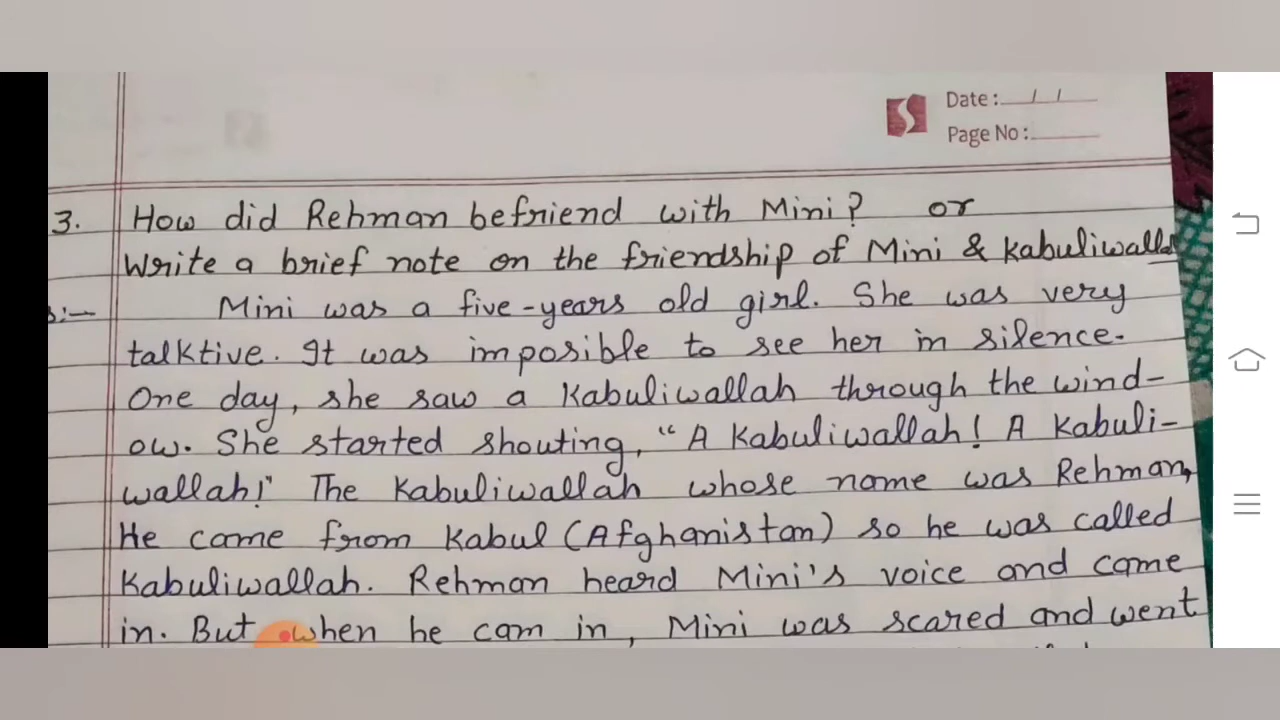 Date: / /
Page No:
3. How did Rehman befriend with Mini? or
Write a brief note on the friendship of Mini & Kabuliwalla
Mini was a five-years old girl. She was very
talktive. It was imposible to see her in silence.
One day, she saw a Kabuliwallah through the wind-
ow. She started shouting, "A Kabuliwallah! A Kabuli-
wallah!" The Kabuliwallah whose name was Rehman,
He came from Kabul (Afghanistan) so he was called
Kabuliwallah. Rehman heard Mini's voice and came
in. But when he cam in, Mini was scared and went